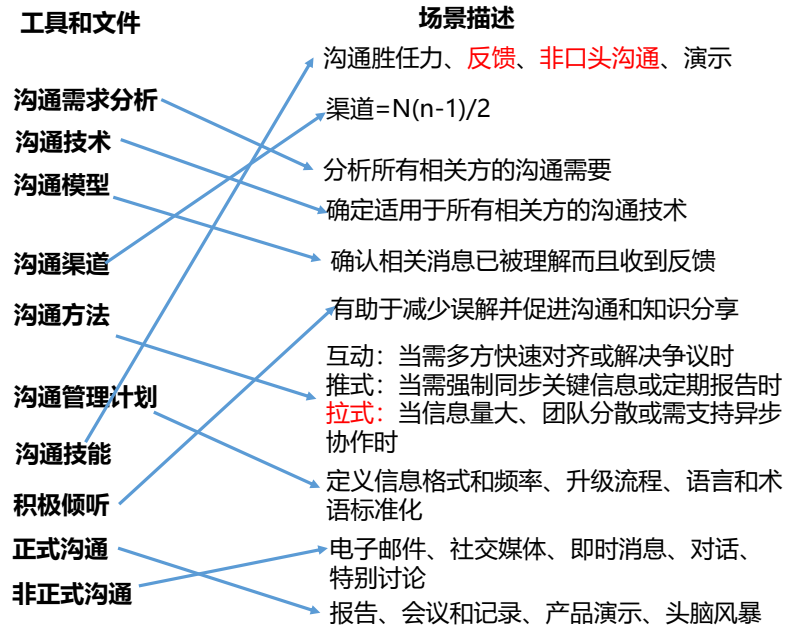 工具和文件
场景描述
沟通胜任力、反馈、非口头沟通、演示
沟通需求分析
渠道=N(n-1)/2
沟通技术
分析所有相关方的沟通需要
沟通模型
确定适用于所有相关方的沟通技术
沟通渠道
确认相关消息已被理解而且收到反馈
沟通方法
有助于减少误解并促进沟通和知识分享
互动：当需多方快速对齐或解决争议时
推式：当需强制同步关键信息或定期报告时
拉式：当信息量大、团队分散或需支持异步
协作时
沟通管理计划
沟通技能
定义信息格式和频率、升级流程、语言和术
语标准化
积极倾听
正式沟通
电子邮件、社交媒体、即时消息、对话、
特别讨论
非正式沟通
报告、会议和记录、产品演示、头脑风暴